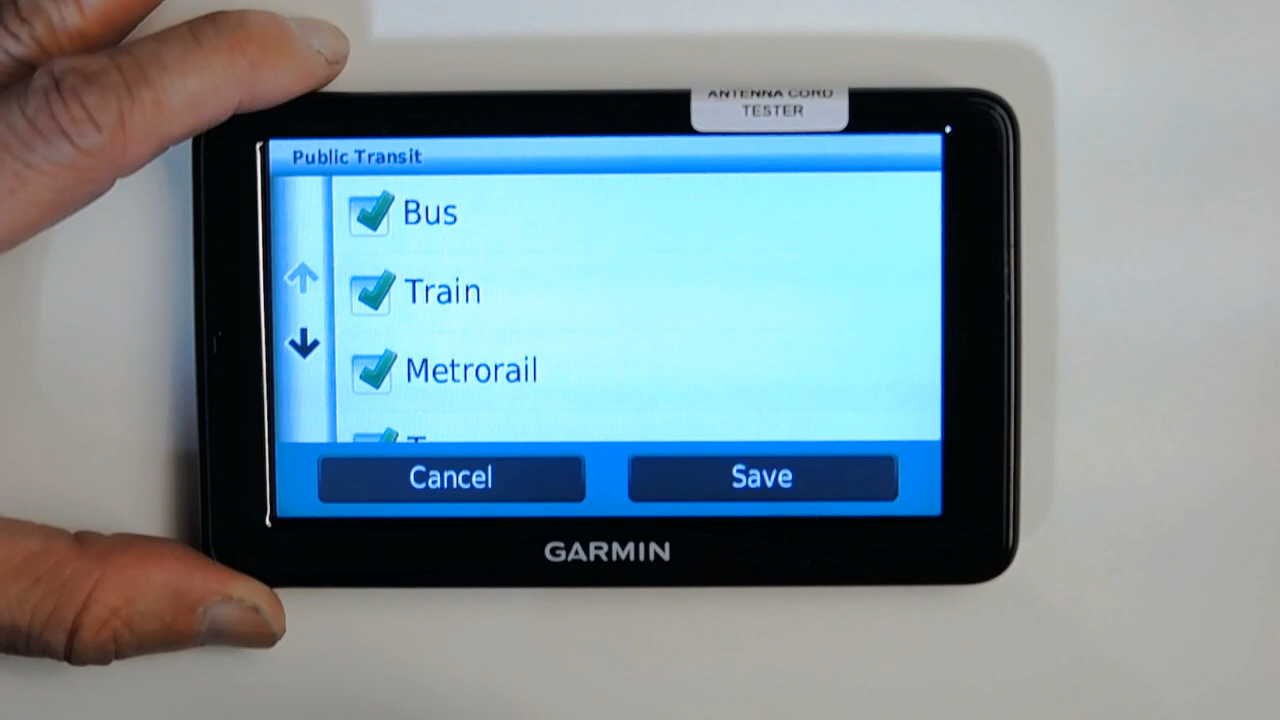 ANTENNA CORD
TESTER
Public Transit
Bus
Train
Metrorail
Cancel
Save
GARMIN